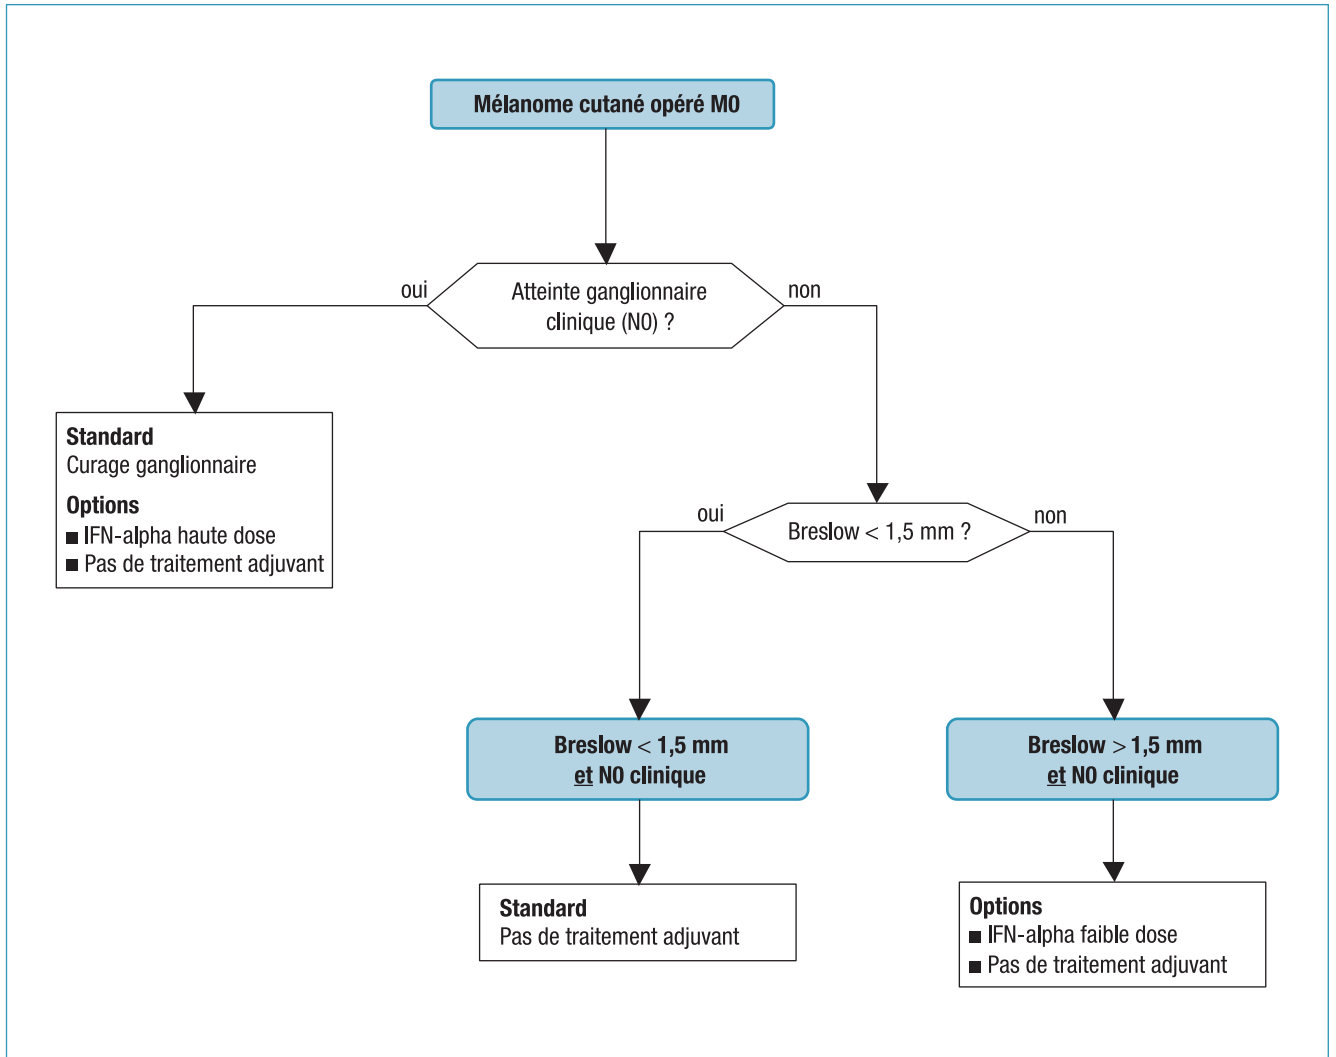 Mélanome cutané opéré M0
Atteinte ganglionnaire
clinique (N0) ?
oui
non
Standard
Curage ganglionnaire
Options
■ IFN-alpha haute dose
■ Pas de traitement adjuvant
Breslow < 1,5 mm ?
oui
non
Breslow < 1,5 mm
et N0 clinique
Breslow > 1,5 mm
et N0 clinique
Standard
Pas de traitement adjuvant
Options
■ IFN-alpha faible dose
■ Pas de traitement adjuvant